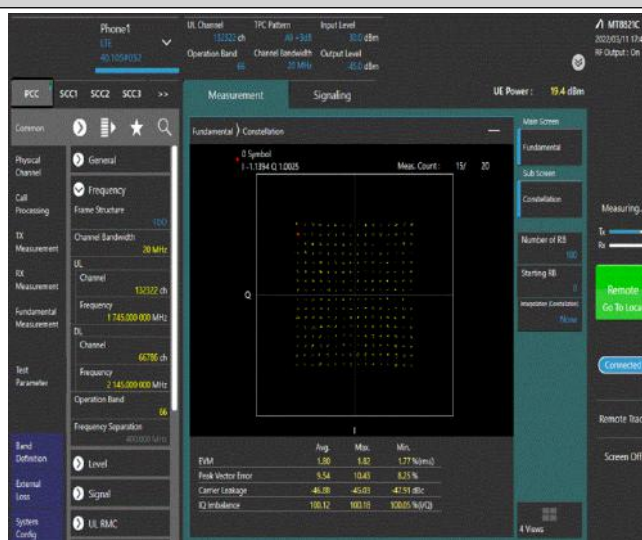 Phone1
LTE
UL Channel
132322 ch
TPC Pattern
All +3dB
Input Level
30.0 dBm
Operation Band
66
Channel Bandwidth
20 MHz
Output Level
-45.0 dBm
MT8821C
RF Output : On
PCC SCC1 SCC2 SCC3 >>
Measurement
Signaling
UE Power : 19.4 dBm
Common
Physical
Channel
Call
Processing
TX
Measurement
RX
Measurement
Fundamental
Measurement
Test
Parameter
Band
Definition
External
Loss
System
Config
General
Frequency
Frame Structure
FDD
Channel Bandwidth
20 MHz
UL
Channel
132322 ch
Frequency
1 745.000 000 MHz
DL
Channel
66786 ch
Frequency
2 145.000 000 MHz
Operation Band
66
Frequency Separation
400.000 MHz
Level
Signal
UL RMC
Fundamental ) Constellation
0 Symbol
I -1.1394 Q 1.0025
Meas. Count : 15/ 20
Q
I
Avg. Max. Min.
EVM 1.80 1.82 1.77 %(rms)
Peak Vector Error 9.54 10.43 8.25 %
Carrier Leakage -46.88 -45.03 -47.91 dBc
IQ Imbalance 100.12 100.18 100.05 %(I/Q)
Main Screen
Fundamental
Sub Screen
Constellation
Number of RB
100
Starting RB
0
None
4 Views
Measuring.
Tx
Rx
Remote
Go To Loca
Connected
Remote Trac
Screen Off